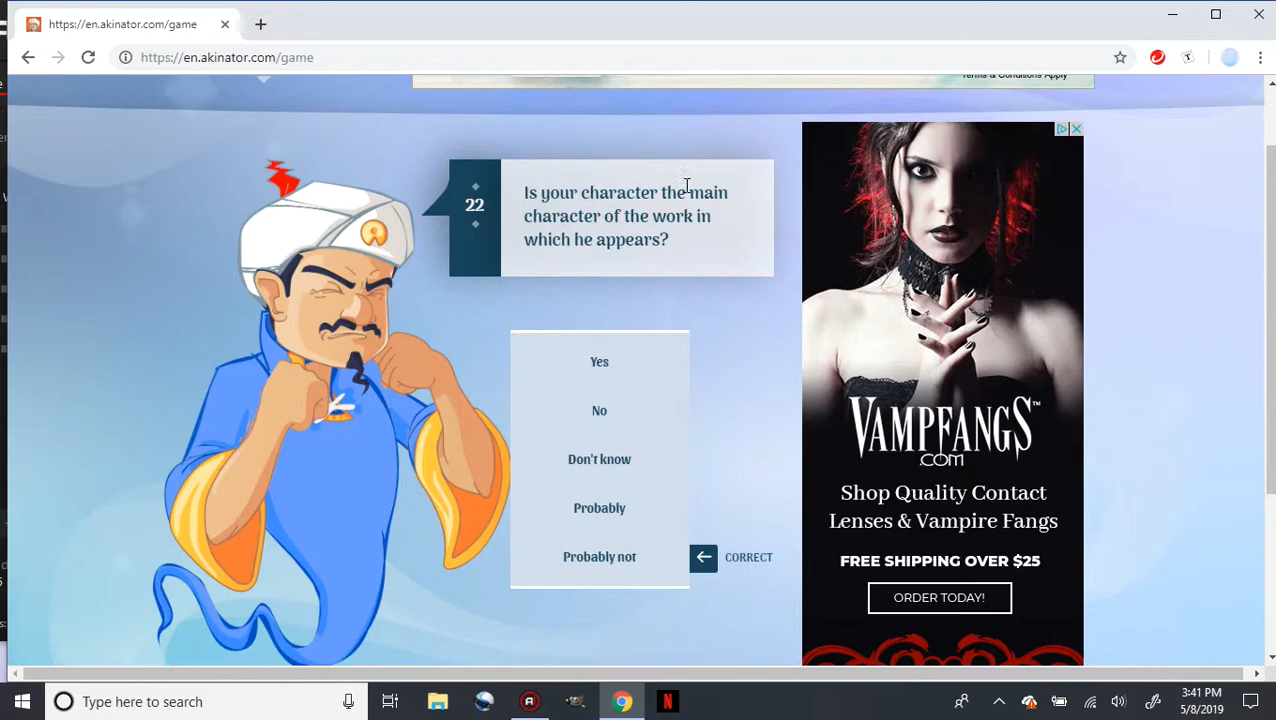 https://en.akinator.com/game
https://en.akinator.com/game
Terms & Conditions Apply
22
Is your character the main
character of the work in
which he appears?
Yes
No
Don't know
Probably
Probably not
CORRECT
VAMPFANGS™
.COM
Shop Quality Contact
Lenses & Vampire Fangs
FREE SHIPPING OVER $25
ORDER TODAY!
Type here to search
3:41 PM
5/8/2019